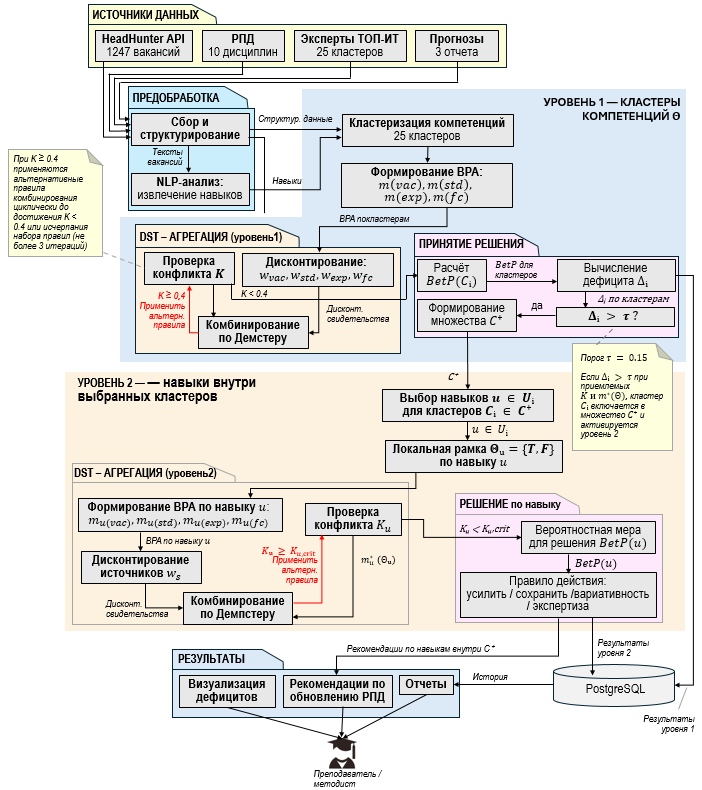 ИСТОЧНИКИ ДАННЫХ
HeadHunter API
1247 вакансий
РПД
10 дисциплин
Эксперты ТОП-ИТ
25 кластеров
Прогнозы
3 отчета
ПРЕДОБРАБОТКА
Сбор и
структурирование
Структур. данные
Тексты
вакансий
NLP-анализ:
извлечение навыков
Навыки
УРОВЕНЬ 1 — КЛАСТЕРЫ
КОМПЕТЕНЦИЙ Θ
Кластеризация компетенций
25 кластеров
Формирование BPA:
m(vac), m(std),
m(exp), m(fc)
BPA покластерам
При K ≥ 0.4
применяются
альтернативные
правила
комбинирования
циклически до
достижения K <
0.4 или исчерпания
набора правил (не
более 3 итераций)
DST – АГРЕГАЦИЯ (уровень1)
Проверка
конфликта K
Дисконтирование:
w_vac, w_std, w_exp, w_fc
K < 0.4
K ≥ 0,4
Применить
альтерн.
правила
Дисконт.
свидетельства
Комбинирование
по Демстеру
ПРИНЯТИЕ РЕШЕНИЯ
Расчёт
BetP(C_i)
BetP для
кластеров
Вычисление
дефицита Δ_i
Δ_i по кластерам
Формирование
множества C⁺
да
Δ_i > τ ?
Порог τ = 0.15
Если Δ_i > τ при
приемлемых
K и m*(Θ), кластер
C_i включается в
множество C⁺ и
активируется
уровень 2
C⁺
УРОВЕНЬ 2 — — навыки внутри
выбранных кластеров
Выбор навыков u ∈ U_i
для кластеров C_i ∈ C⁺
u ∈ U_i
Локальная рамка Θ_u = {T, F}
по навыку u
DST – АГРЕГАЦИЯ (уровень2)
Формирование BPA по навыку u:
m_u(vac), m_u(std), m_u(exp), m_u(fc)
BPA по навыку u
Дисконтирование
источников w_s
Дисконт.
свидетельства
Проверка
конфликта K_u
K_u ≥ K_u,crit
Применить
альтерн.
правила
m*_u (Θ_u)
Комбинирование
по Демпстеру
K_u < K_u,crit
РЕШЕНИЕ по навыку
Вероятностная мера
для решения BetP(u)
BetP(u)
Правило действия:
усилить / сохранить /вариативность
/ экспертиза
Рекомендации по навыкам внутри C⁺
Результаты
уровня 2
РЕЗУЛЬТАТЫ
Визуализация
дефицитов
Рекомендации по
обновлению РПД
Отчеты
История
PostgreSQL
Результаты
уровня 1
Преподаватель /
методист